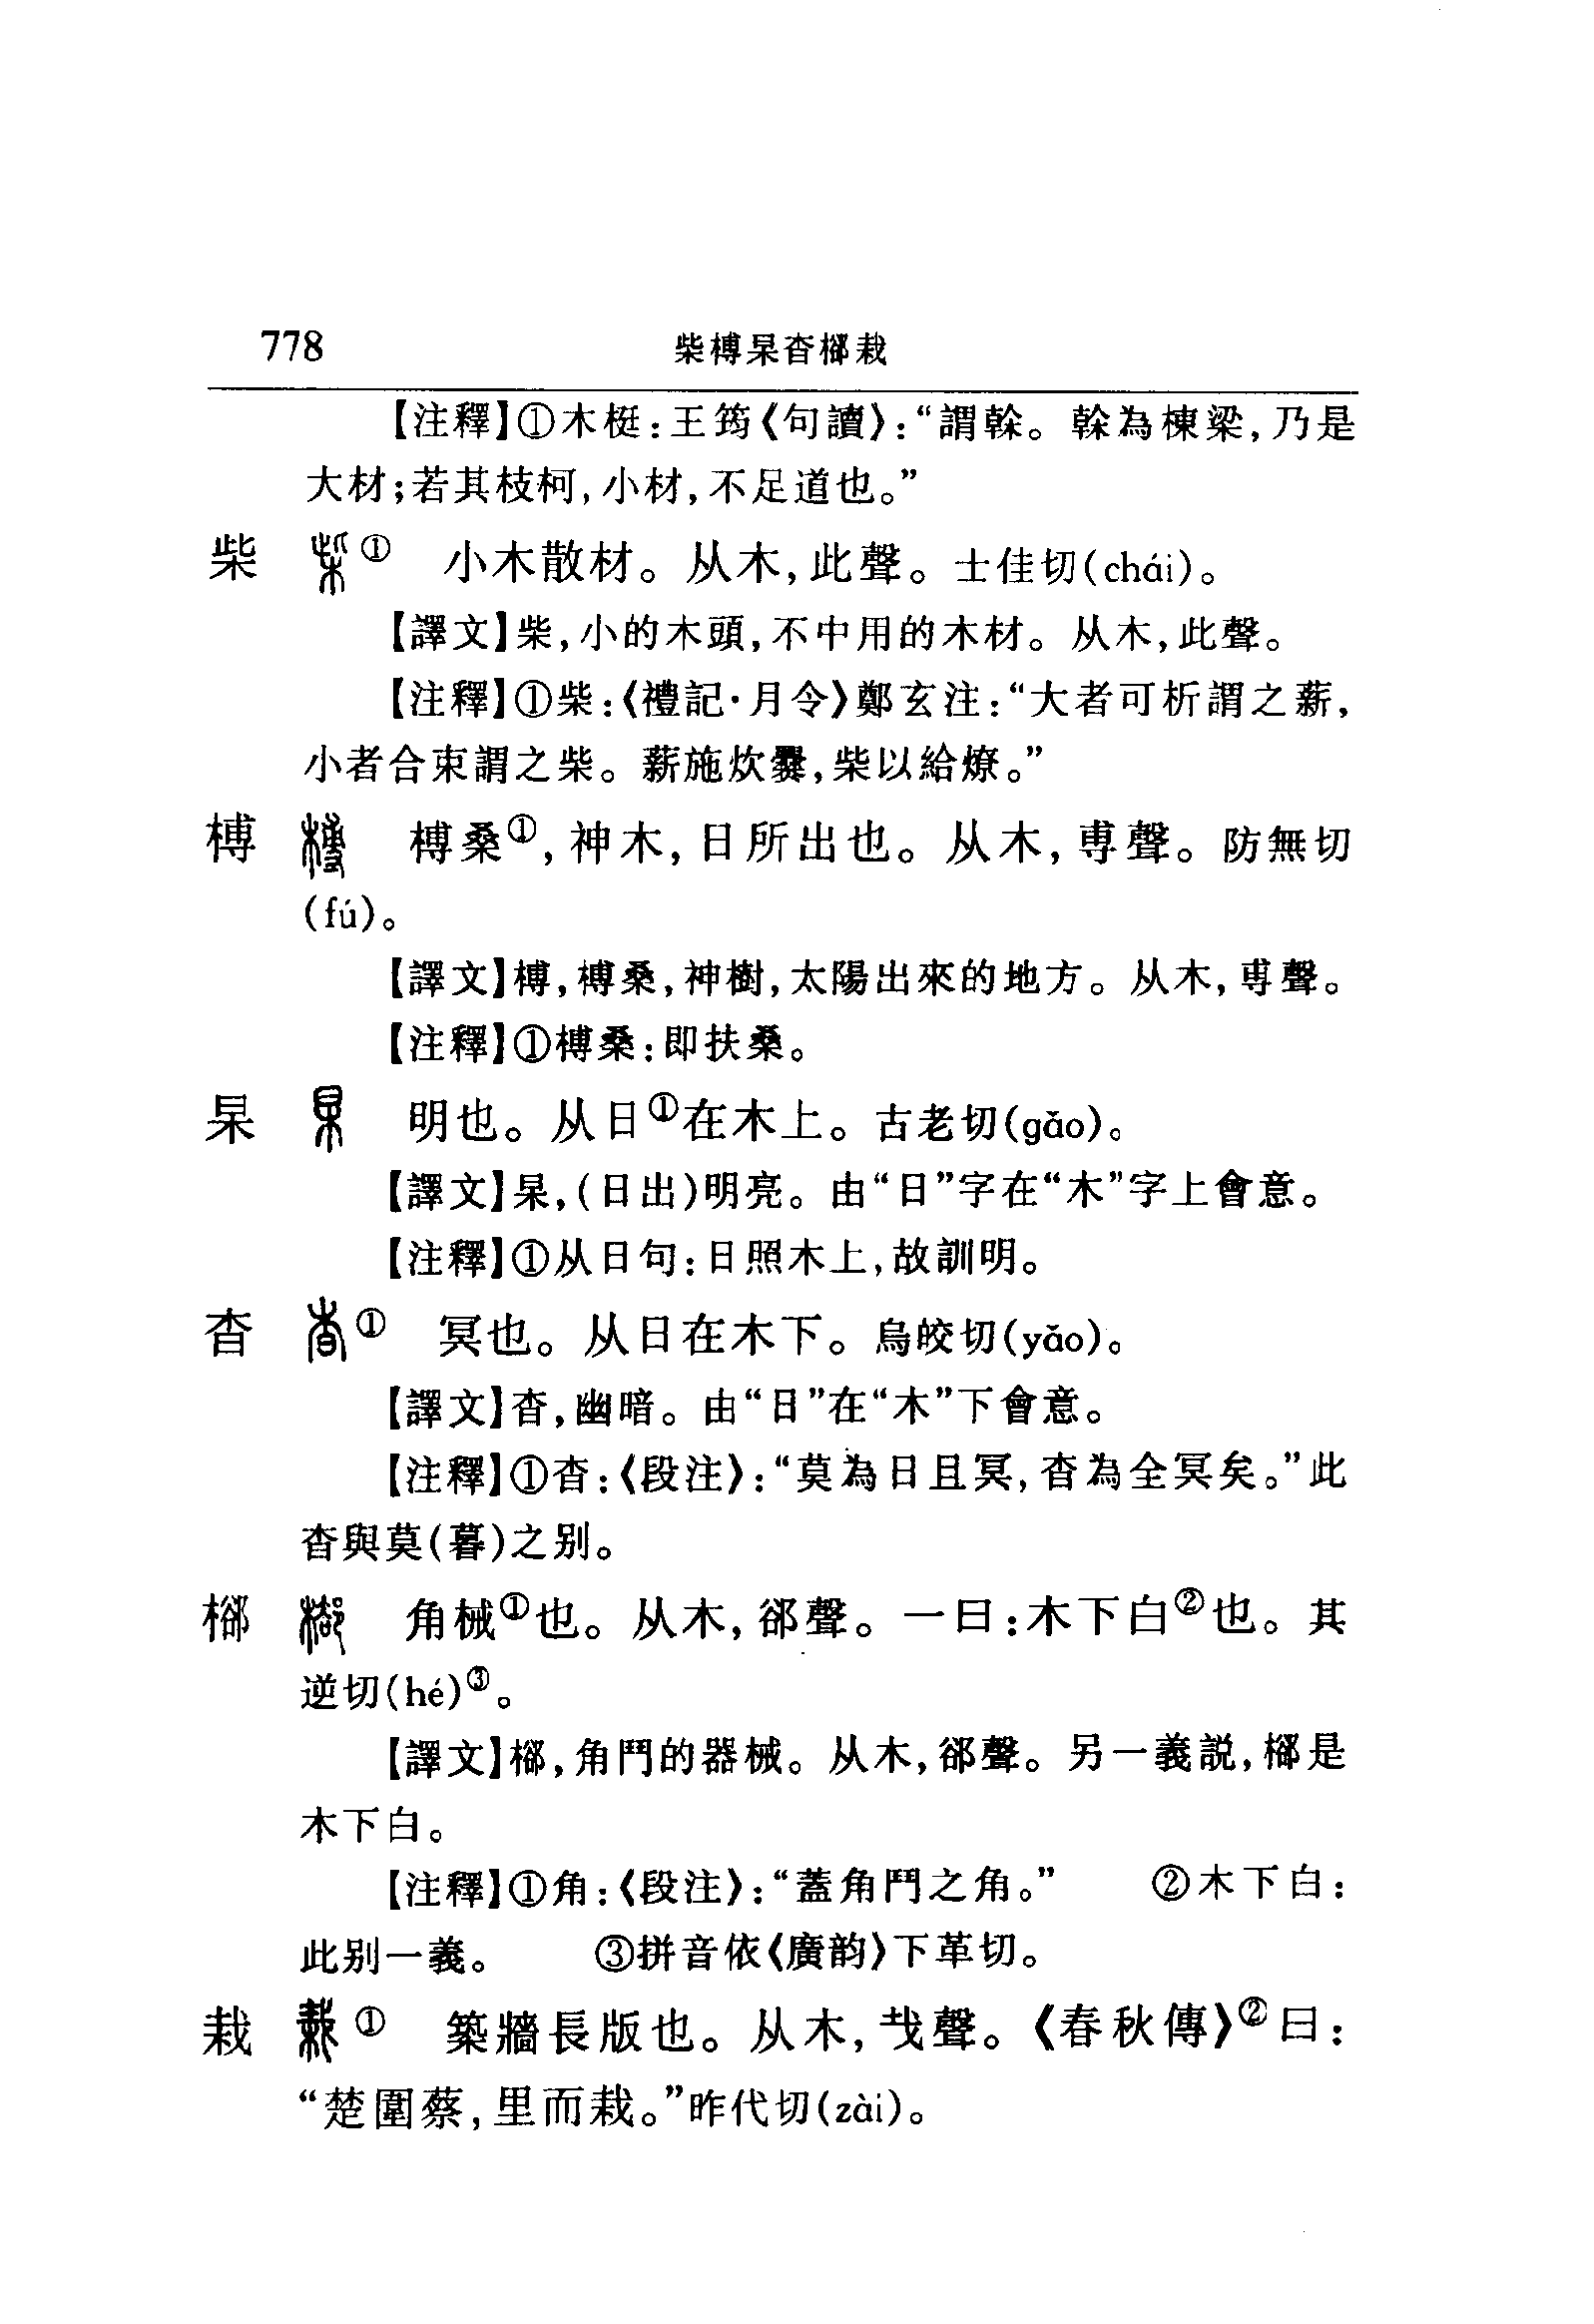 778 柴榑杲杳㮝栽
【注釋】①木梃:王筠《句讀》:“謂榦。榦為棟梁,乃是
大材;若其枝柯,小材,不足道也。”
柴 ① 小木散材。从木,此聲。士佳切(chái)。
【譯文】柴,小的木頭,不中用的木材。从木,此聲。
【注釋】①柴:《禮記·月令》鄭玄注:“大者可析謂之薪,
小者合束謂之柴。薪施炊爨,柴以給燎。”
榑 榑桑①,神木,日所出也。从木,尃聲。防無切
(fú)。
【譯文】榑,榑桑,神樹,太陽出來的地方。从木,尃聲。
【注釋】①榑桑:即扶桑。
杲 明也。从日①在木上。古老切(gǎo)。
【譯文】杲,(日出)明亮。由“日”字在“木”字上會意。
【注釋】①从日句:日照木上,故訓明。
杳 ① 冥也。从日在木下。烏皎切(yǎo)。
【譯文】杳,幽暗。由“日”在“木”下會意。
【注釋】①杳:《段注》:“莫為日且冥,杳為全冥矣。”此
杳與莫(暮)之别。
㮝 角械①也。从木,郤聲。一曰:木下白②也。其
逆切(hé)③。
【譯文】㮝,角鬥的器械。从木,郤聲。另一義説,㮝是
木下白。
【注釋】①角:《段注》:“蓋角鬥之角。” ②木下白:
此别一義。 ③拼音依《廣韵》下革切。
栽 ① 築牆長版也。从木,𢦏聲。《春秋傳》②曰:
“楚圍蔡,里而栽。”昨代切(zài)。